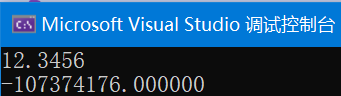 C:\ Microsoft Visual Studio 调试控制台
12.3456
-107374176.000000